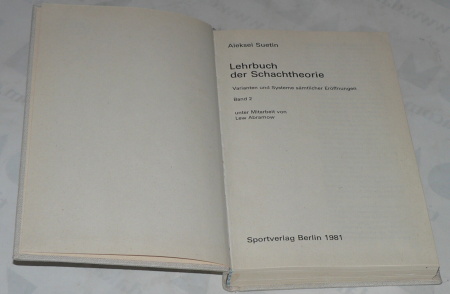 Aleksei Suetin
Lehrbuch
der Schachtheorie
Varianten und Systeme sämtlicher Eröffnungen
Band 2
unter Mitarbeit von
Lew Abramow
Sportverlag Berlin 1981